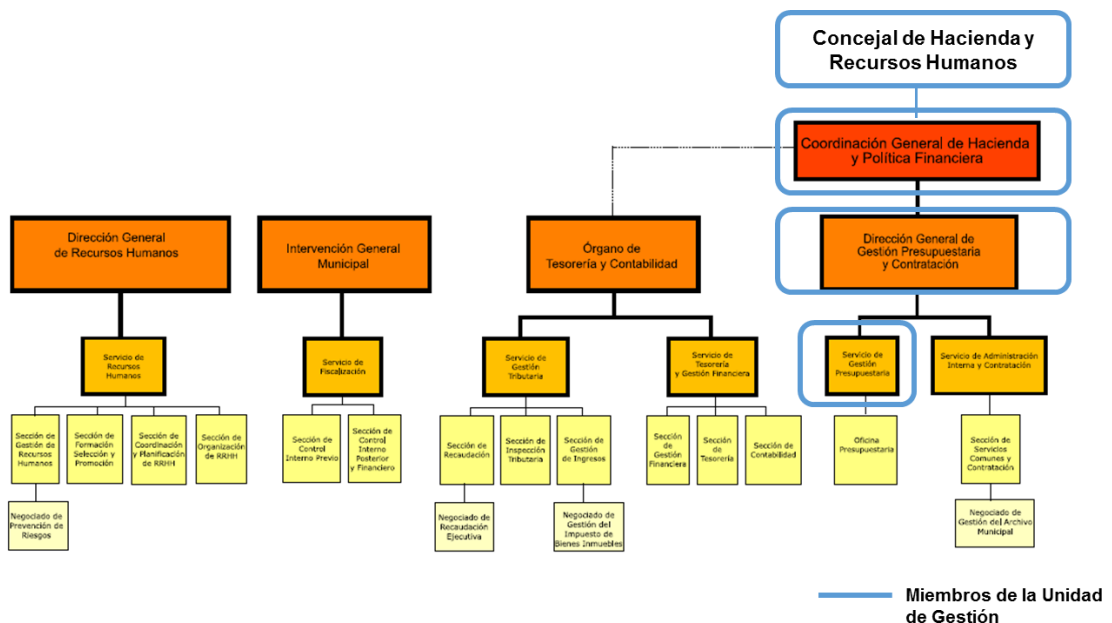 Concejal de Hacienda y
Recursos Humanos
Coordinación General de Hacienda
y Política Financiera
Dirección General
de Recursos Humanos
Intervención General
Municipal
Órgano de
Tesorería y Contabilidad
Dirección General de
Gestión Presupuestaria
y Contratación
Servicio de
Recursos
Humanos
Servicio de
Fiscalización
Servicio de
Gestión
Tributaria
Servicio de
Tesorería
y Gestión Financiera
Servicio de
Gestión
Presupuestaria
Servicio de Administración
Interna y Contratación
Sección de
Gestión de
Recursos
Humanos
Sección de
Formación
Selección y
Promoción
Sección de
Coordinación
y Planificación
de RRHH
Sección de
Organización
de RRHH
Sección de
Control
Interno Previo
Sección de
Control
Interno
Posterior
y Financiero
Sección de
Recaudación
Sección de
Inspección
Tributaria
Sección de
Gestión
de Ingresos
Sección de
Gestión
Financiera
Sección de
Tesorería
Sección de
Contabilidad
Oficina
Presupuestaria
Sección de
Servicios
Comunes y
Contratación
Negociado de
Prevención de
Riesgos
Negociado de
Recaudación
Ejecutiva
Negociado de
Gestión del
Impuesto de
Bienes Inmuebles
Negociado de
Gestión del Archivo
Municipal
Miembros de la Unidad
de Gestión